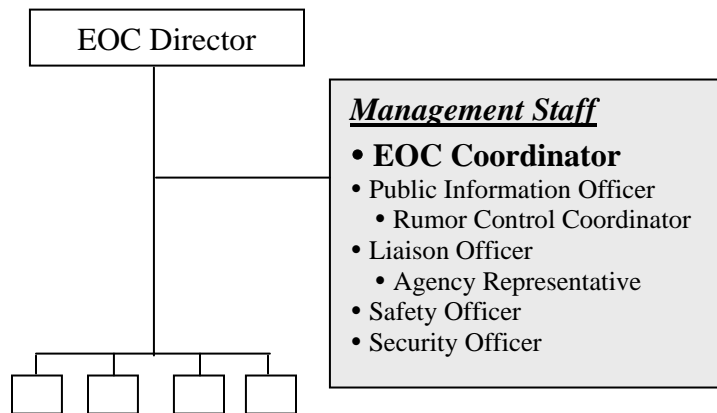 EOC Director
Management Staff
• EOC Coordinator
• Public Information Officer
• Rumor Control Coordinator
• Liaison Officer
• Agency Representative
• Safety Officer
• Security Officer